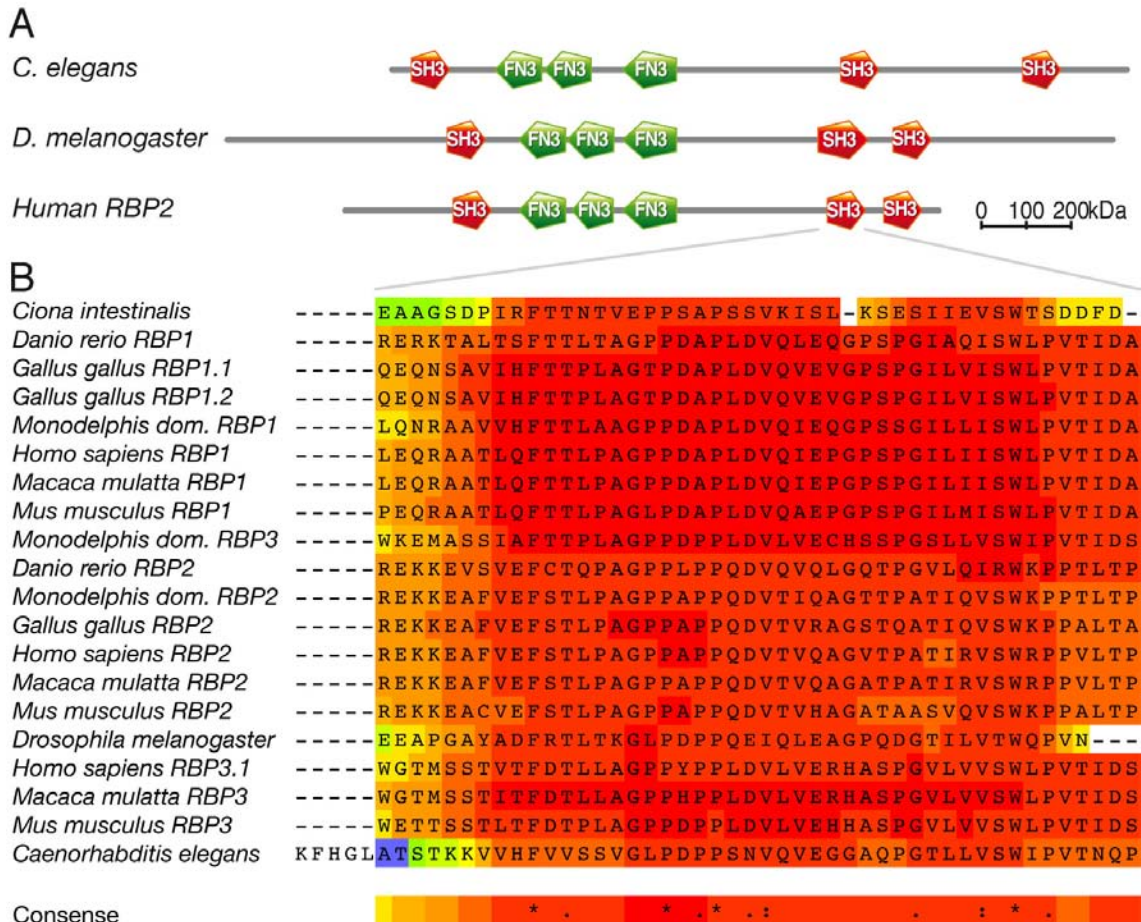 A
C. elegans
SH3 FN3 FN3 FN3 SH3 SH3
D. melanogaster
SH3 FN3 FN3 FN3 SH3 SH3
Human RBP2
SH3 FN3 FN3 FN3 SH3 SH3
0 100 200kDa
B
Ciona intestinalis -----EAAGSDPIRFTTNTVEPPSAPSSVKISL-KSESIIEVSWTSDDFD-
Danio rerio RBP1 -----RERKTALTSFTTLTAGPPDAPLDVQLEQGPSPGIAQISWLPVTIDA
Gallus gallus RBP1.1 -----QEQNSAVIHFTTPLAGTPDAPLDVQVEVGPSPGILVISWLPVTIDA
Gallus gallus RBP1.2 -----QEQNSAVIHFTTPLAGTPDAPLDVQVEVGPSPGILVISWLPVTIDA
Monodelphis dom. RBP1 -----LQNRAAVVHFTTLAAGPPDAPLDVQIEQGPSSGILLISWLPVTIDA
Homo sapiens RBP1 -----LEQRAATLQFTTLPAGPPDAPLDVQIEPGPSPGILIISWLPVTIDA
Macaca mulatta RBP1 -----LEQRAATLQFTTLPAGPPDAPLDVQIEPGPSPGILIISWLPVTIDA
Mus musculus RBP1 -----PEQRAATLQFTTLPAGLPDAPLDVQAEPGPSPGILMISWLPVTIDA
Monodelphis dom. RBP3 -----WKEMASSIAFTTPLAGPPDPPLDVLVECHSSPGSLLVSWIPVTIDS
Danio rerio RBP2 -----REKKEVSVEFCTQPAGPPLPPQDVQVQLGQTPGVLQIRWKPPTLTP
Monodelphis dom. RBP2 -----REKKEAFVEFSTLPAGPPAPPQDVTIQAGTTPATIQVSWKPPTLTP
Gallus gallus RBP2 -----REKKEAFVEFSTLPAGPPAPPQDVTVRAGSTQATIQVSWKPPALTA
Homo sapiens RBP2 -----REKKEAFVEFSTLPAGPPAPPQDVTVQAGVTPATIRVSWRPPVLTP
Macaca mulatta RBP2 -----REKKEAFVEFSTLPAGPPAPPQDVTVQAGATPATIRVSWRPPVLTP
Mus musculus RBP2 -----REKKEACVEFSTLPAGPPAPPQDVTVHAGATAASVQVSWKPPALTP
Drosophila melanogaster -----EEAPGAYADFRTLTKGLPDPPQEIQLEAGPQDGTILVTWQPVN---
Homo sapiens RBP3.1 -----WGTMSSTVTFDTLLAGPPYPPLDVLVERHASPGVLVVSWLPVTIDS
Macaca mulatta RBP3 -----WGTMSSTITFDTLLAGPPHPPLDVLVERHASPGVLVVSWLPVTIDS
Mus musculus RBP3 -----WETTSSTLTFDTPLAGPPDPPLDVLVEHHASPGVLVVSWLPVTIDS
Caenorhabditis elegans KFHGLATSTKKVVHFVVSSVGLPDPPSNVQVEGGAQPGTLLVSWIPVTNQP
Consense * . * . * . : . : * .